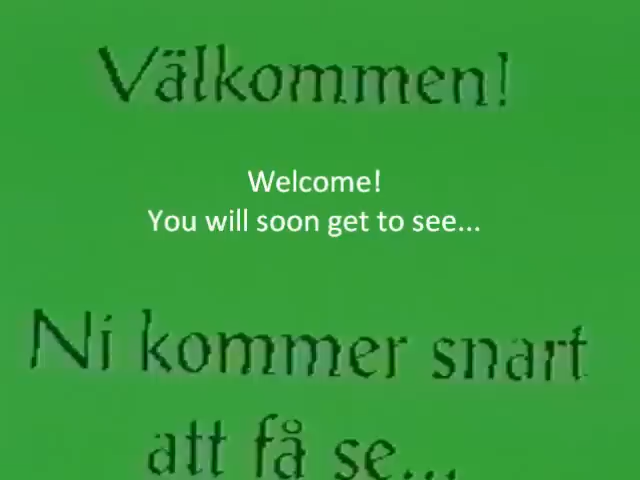 Välkommen!
Welcome!
You will soon get to see...
Ni kommer snart
att få se...